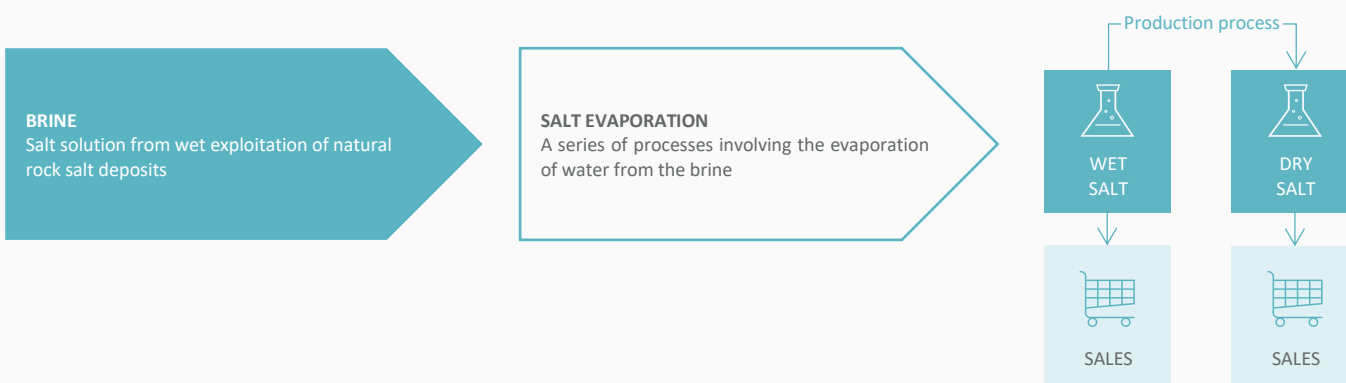 Production process
BRINE
Salt solution from wet exploitation of natural
rock salt deposits
SALT EVAPORATION
A series of processes involving the evaporation
of water from the brine
WET
SALT
DRY
SALT
SALES
SALES